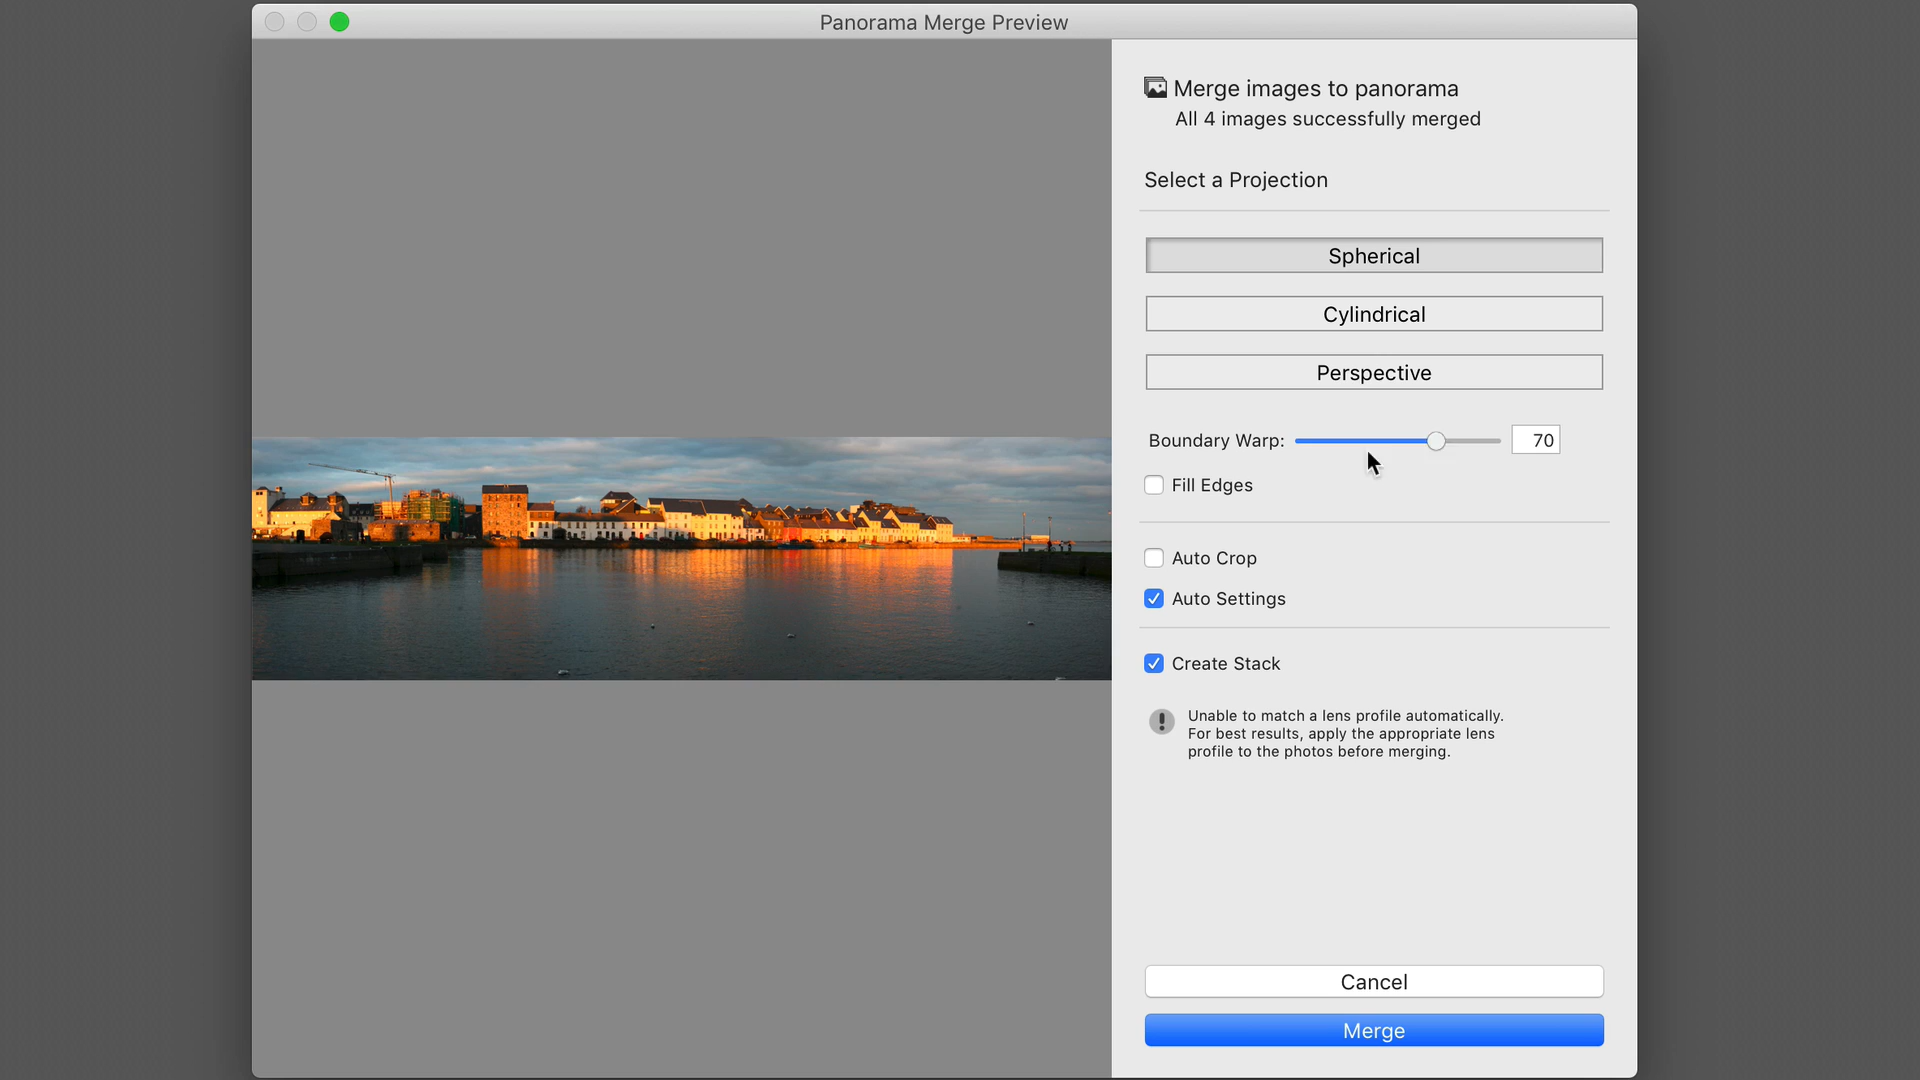 Panorama Merge Preview
Merge images to panorama
All 4 images successfully merged
Select a Projection
Spherical
Cylindrical
Perspective
Boundary Warp: 70
Fill Edges
Auto Crop
Auto Settings
Create Stack
Unable to match a lens profile automatically.
For best results, apply the appropriate lens
profile to the photos before merging.
Cancel
Merge